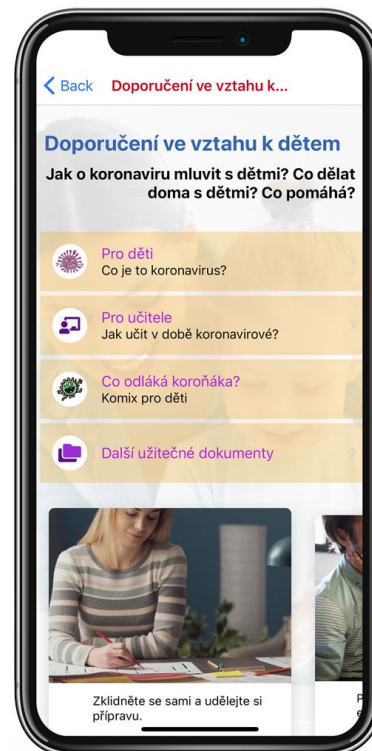 Back Doporučení ve vztahu k...
Doporučení ve vztahu k dětem
Jak o koronaviru mluvit s dětmi? Co dělat
doma s dětmi? Co pomáhá?
Pro děti
Co je to koronavirus?
Pro učitele
Jak učit v době koronavirové?
Co odláká koroňáka?
Komix pro děti
Další užitečné dokumenty
Zklidněte se sami a udělejte si
přípravu.